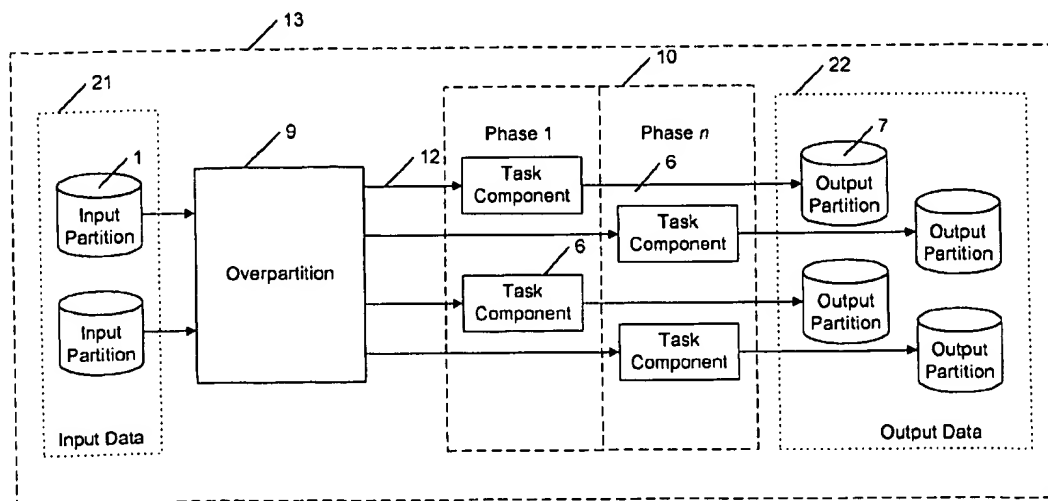 13
21
10
22
Phase 1
Phase n
9
7
1
12
6
Task
Component
Output
Partition
Input
Partition
Task
Component
Output
Partition
Overpartition
6
Task
Component
Output
Partition
Input
Partition
Task
Component
Output
Partition
Input Data
Output Data